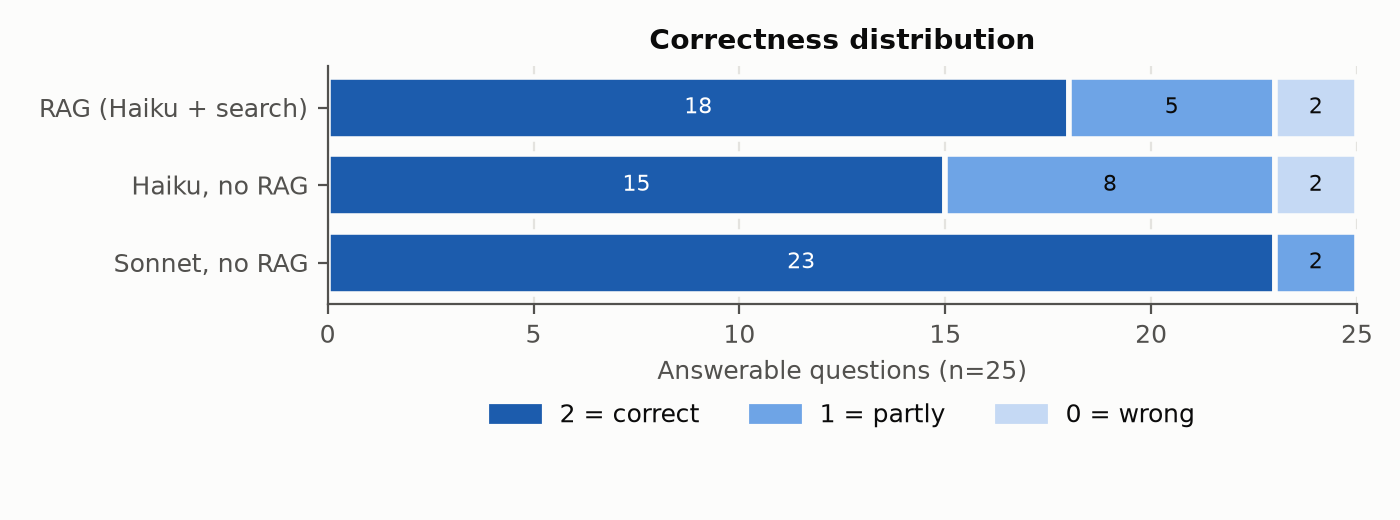 Correctness distribution
RAG (Haiku + search) 18 5 2
Haiku, no RAG 15 8 2
Sonnet, no RAG 23 2
0 5 10 15 20 25
Answerable questions (n=25)
2 = correct 1 = partly 0 = wrong